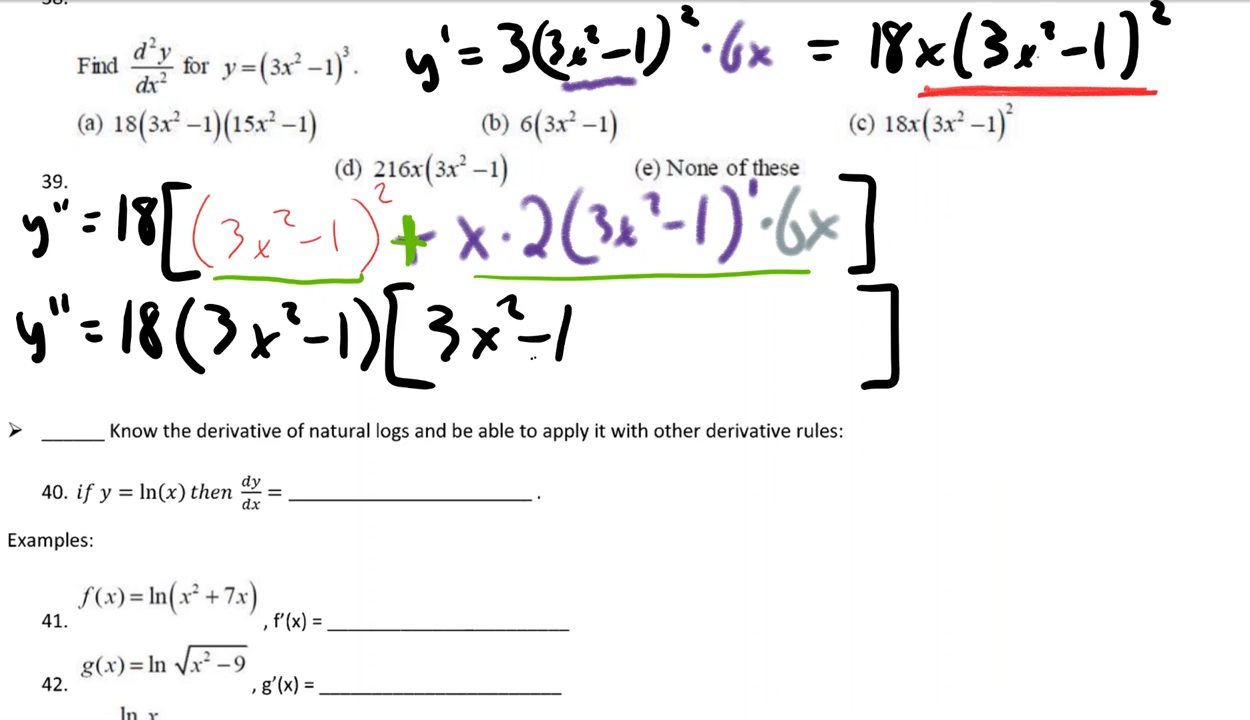 Find d²y/dx² for y=(3x²−1)³.
y' = 3(3x²−1)²·6x = 18x(3x²−1)²
(a) 18(3x²−1)(15x²−1) (b) 6(3x²−1) (c) 18x(3x²−1)²
(d) 216x(3x²−1) (e) None of these
39.
y'' = 18[(3x²−1)² + x·2(3x²−1)¹·6x]
y'' = 18(3x²−1)[3x²−1 ]
➢ ______ Know the derivative of natural logs and be able to apply it with other derivative rules:
40. if y = ln(x) then dy/dx = ______________________ .
Examples:
41. f(x)=ln(x²+7x) , f'(x) = ______________________
42. g(x)=ln √(x²−9) , g'(x) = ______________________
ln x